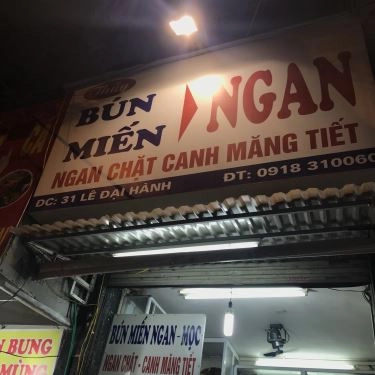 BÚN NGAN
MIẾN
NGAN CHẶT CANH MĂNG TIẾT
ĐC: 31 LÊ ĐẠI HÀNH ĐT: 0918 310060
BÚN MIẾN NGAN - MỌC
NGAN CHẶT - CANH MĂNG TIẾT
N BUNG
MÙNG